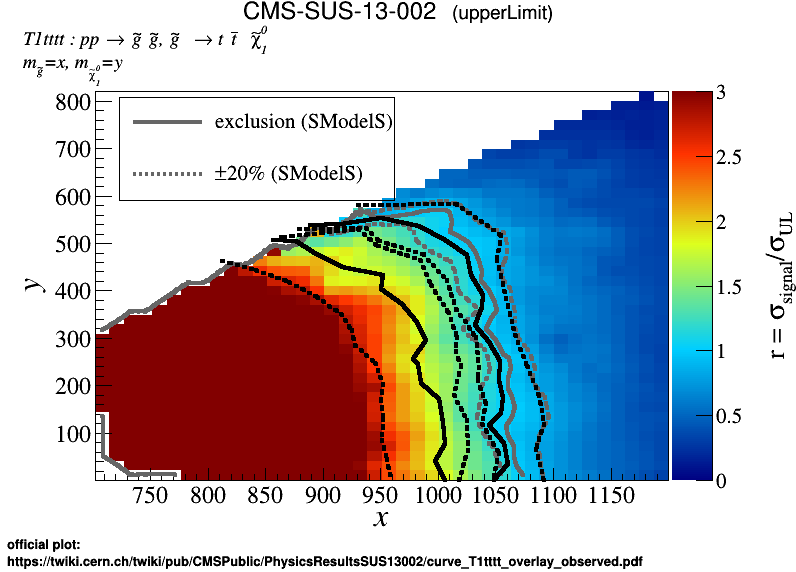 CMS-SUS-13-002 (upperLimit)
T1tttt : pp → g̃ g̃, g̃ → t t̄ χ̃₁⁰
m_g̃=x, m_χ̃₁⁰=y
exclusion (SModelS)
±20% (SModelS)
800
700
600
500
400
300
200
100
y
750 800 850 900 950 1000 1050 1100 1150
x
3
2.5
2
1.5
1
0.5
0
r = σ_signal/σ_UL
official plot:
https://twiki.cern.ch/twiki/pub/CMSPublic/PhysicsResultsSUS13002/curve_T1tttt_overlay_observed.pdf